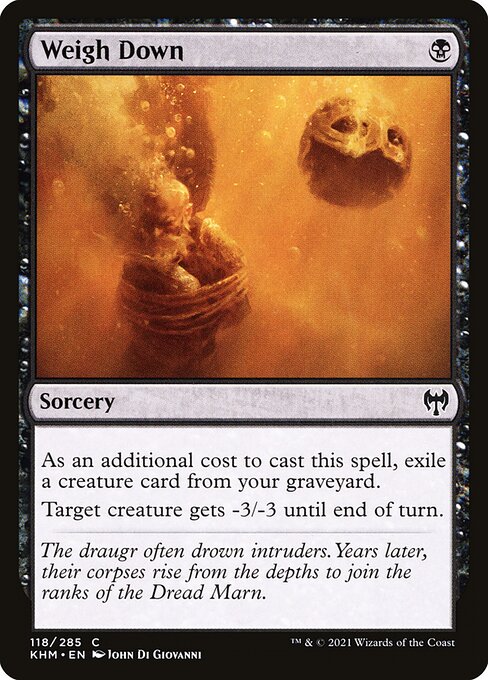 Weigh Down
Sorcery
As an additional cost to cast this spell, exile
a creature card from your graveyard.
Target creature gets -3/-3 until end of turn.
The draugr often drown intruders. Years later,
their corpses rise from the depths to join the
ranks of the Dread Marn.
118/285 C
KHM • EN John Di Giovanni
™ & © 2021 Wizards of the Coast